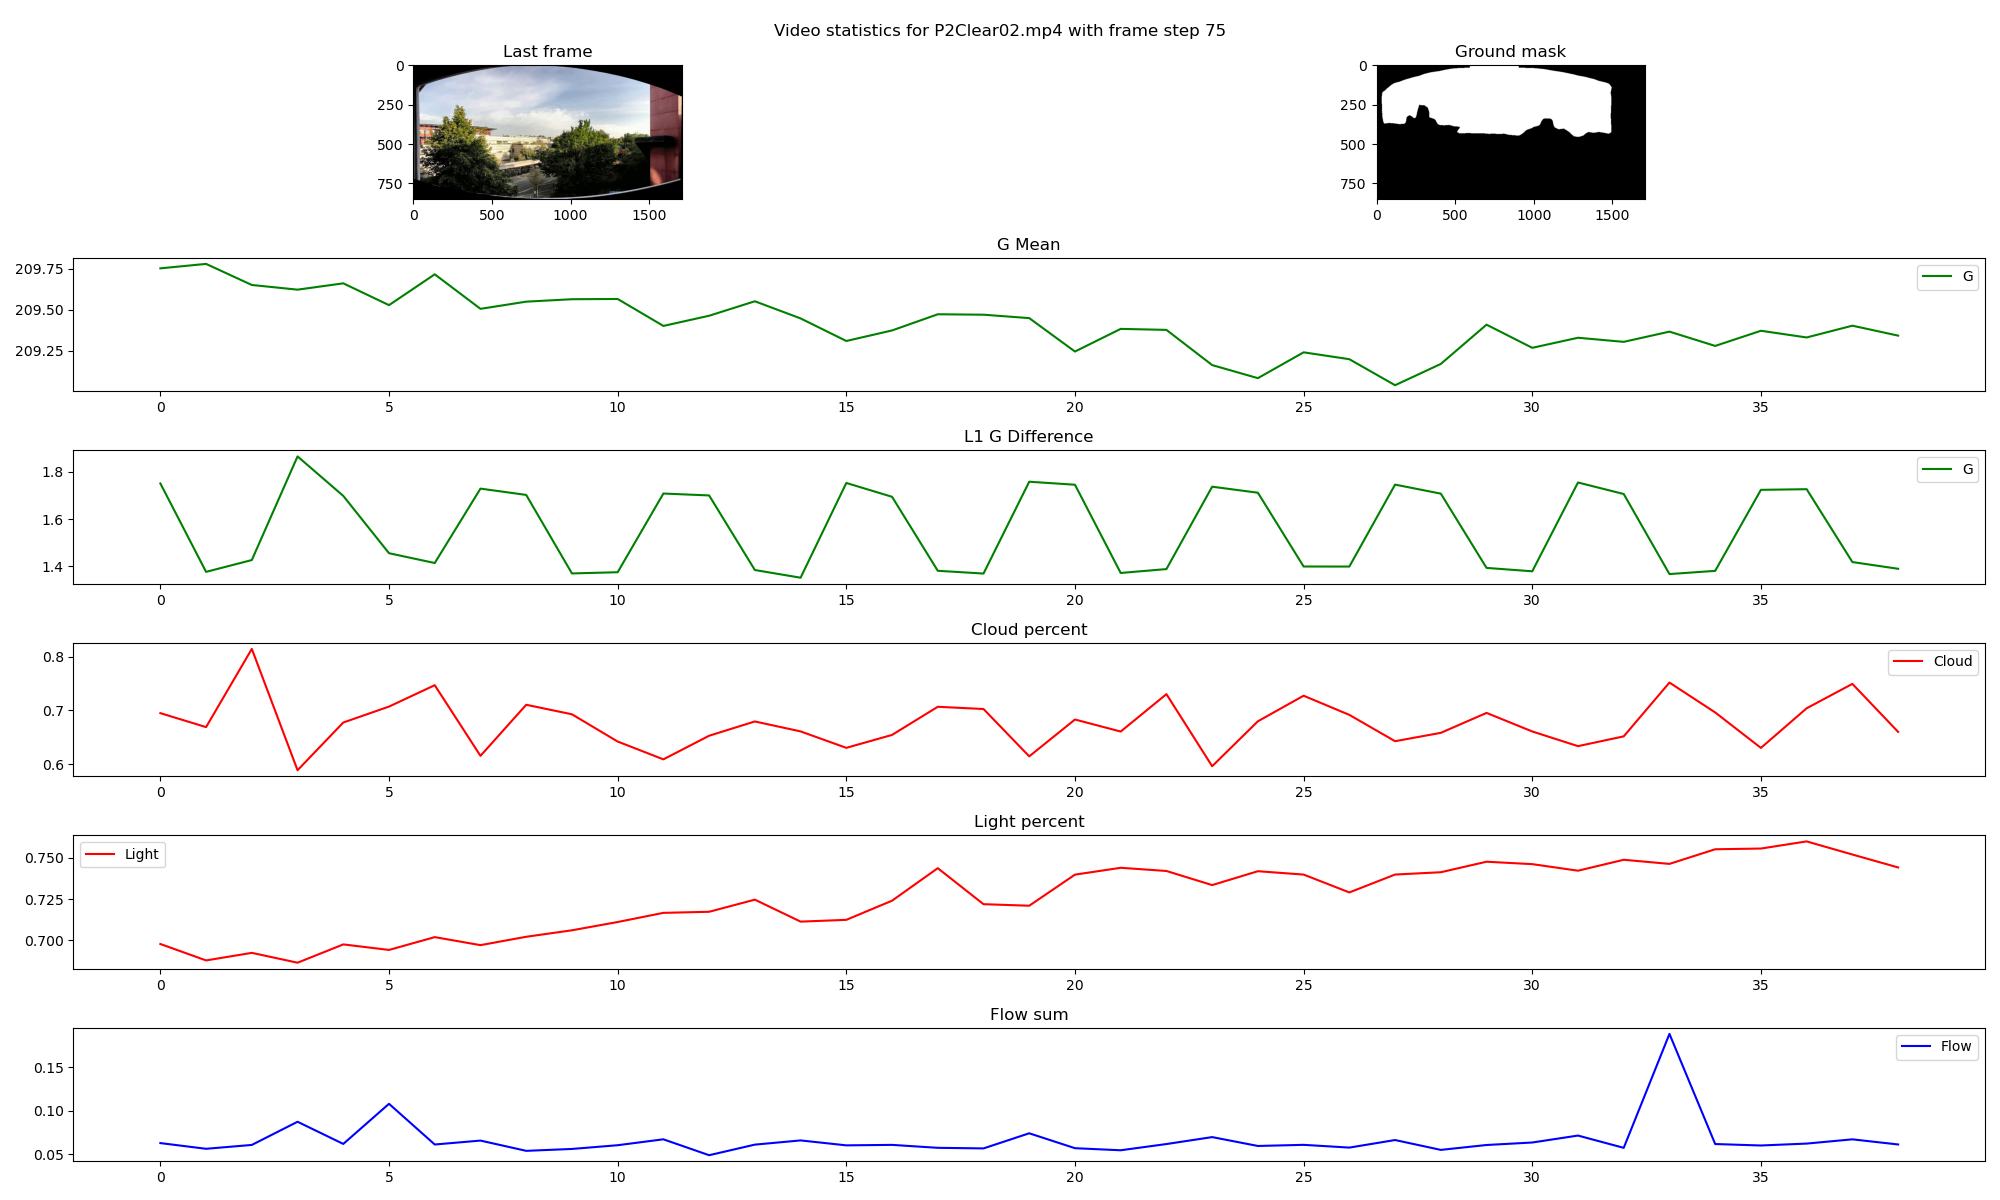 Video statistics for P2Clear02.mp4 with frame step 75
Last frame
0
250
500
750
0 500 1000 1500
Ground mask
0
250
500
750
0 500 1000 1500
G Mean
209.75
209.50
209.25
G
0 5 10 15 20 25 30 35
L1 G Difference
1.8
1.6
1.4
G
0 5 10 15 20 25 30 35
Cloud percent
0.8
0.7
0.6
Cloud
0 5 10 15 20 25 30 35
Light percent
0.750
0.725
0.700
Light
0 5 10 15 20 25 30 35
Flow sum
0.15
0.10
0.05
Flow
0 5 10 15 20 25 30 35